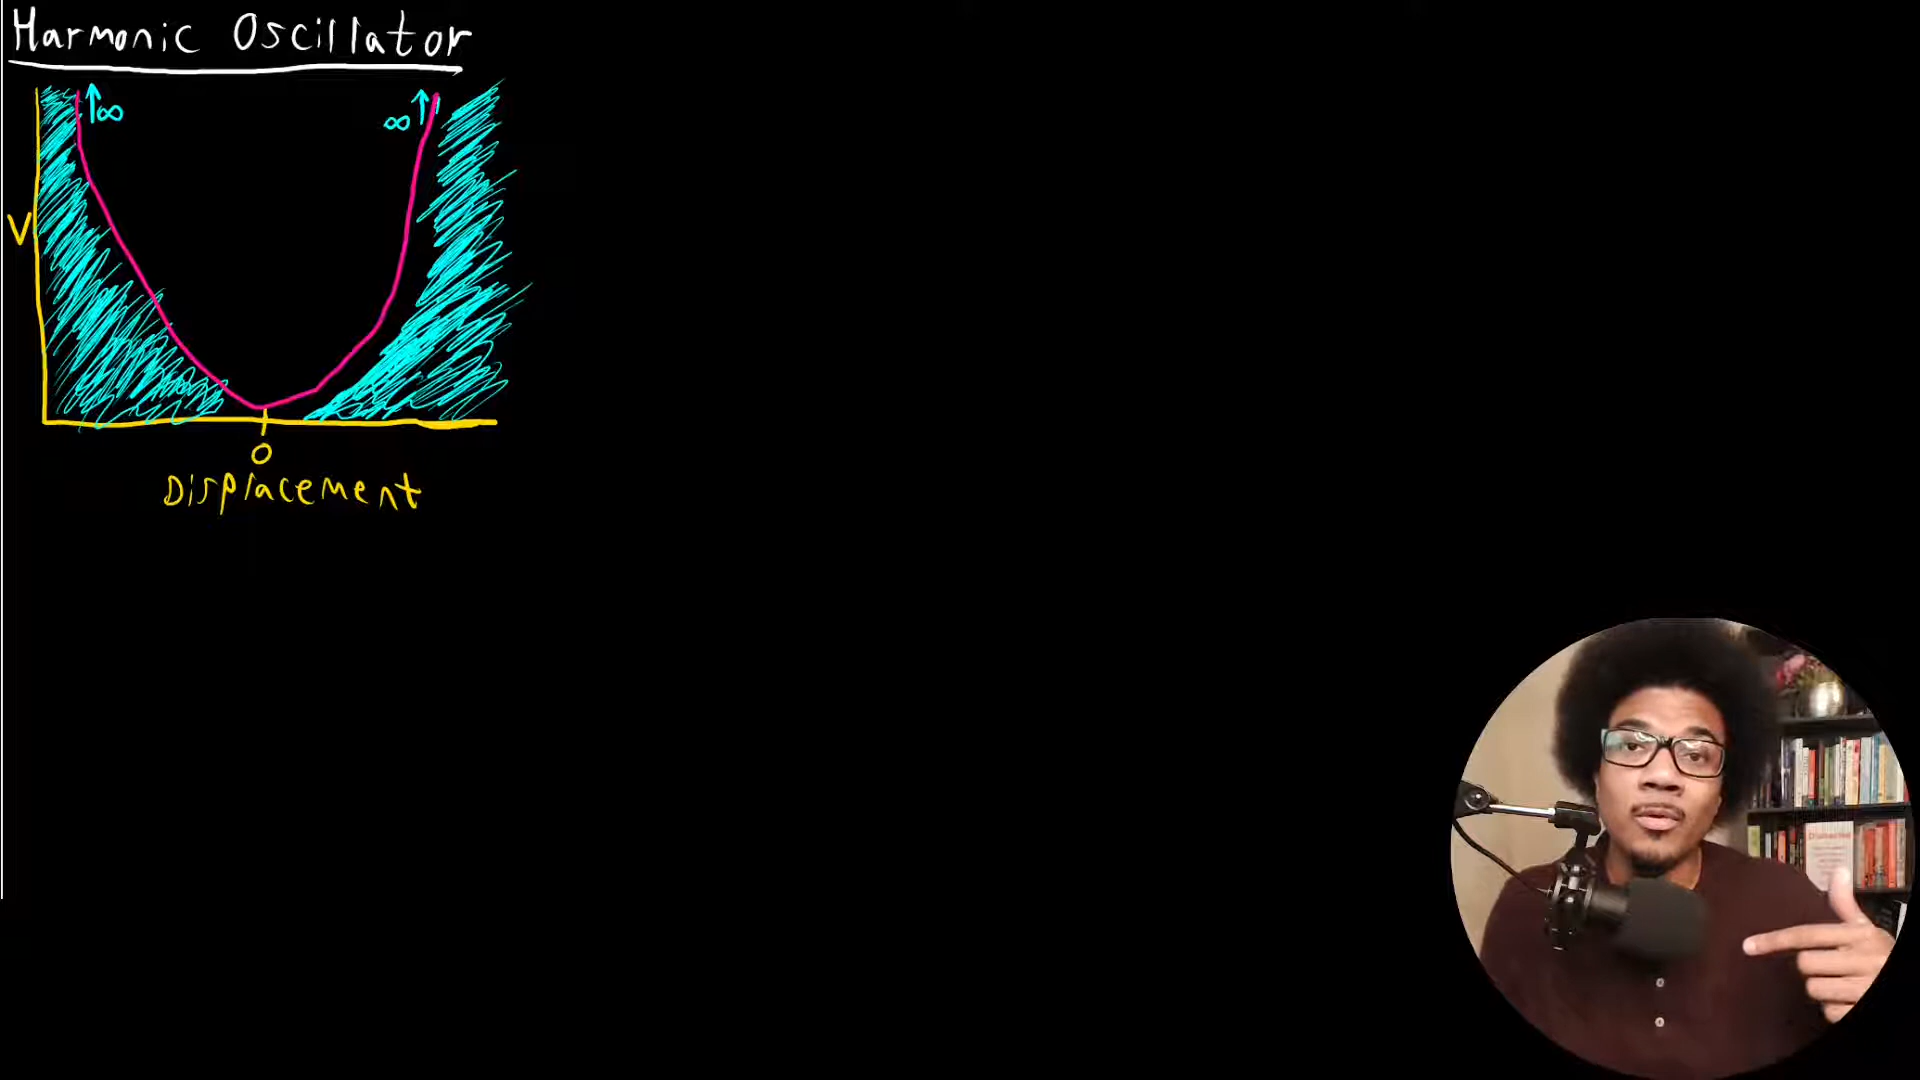 Harmonic Oscillator
∞ ∞
V
0
Displacement